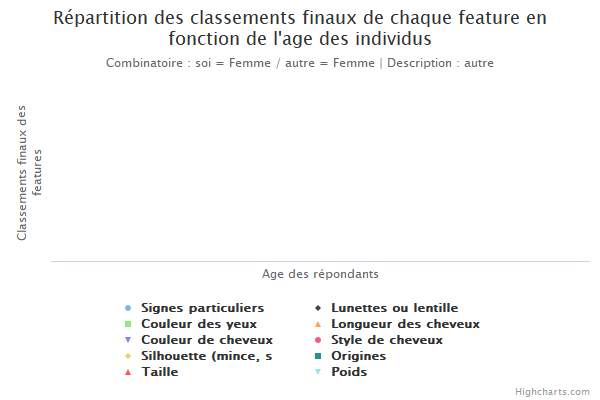 Répartition des classements finaux de chaque feature en
fonction de l'age des individus
Combinatoire : soi = Femme / autre = Femme | Description : autre
Classements finaux des
features
Age des répondants
Signes particuliers
Lunettes ou lentille
Couleur des yeux
Longueur des cheveux
Couleur de cheveux
Style de cheveux
Silhouette (mince, s
Origines
Taille
Poids
Highcharts.com